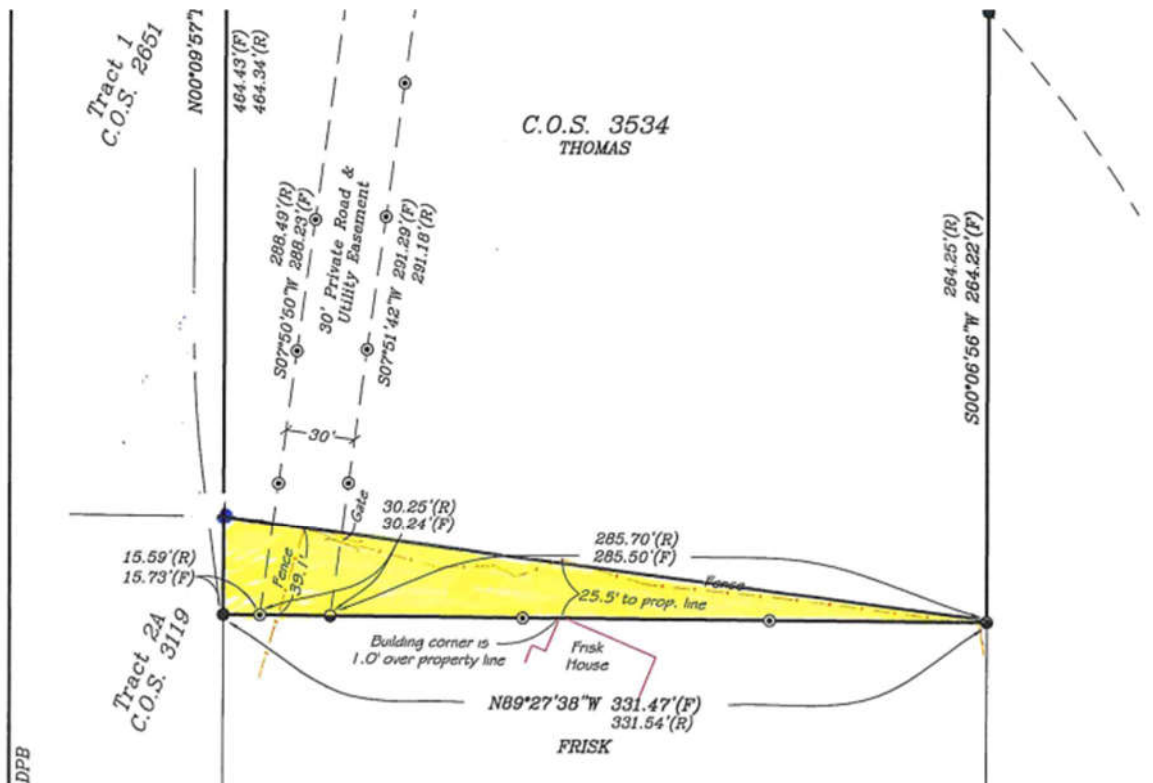 Tract 1
C.O.S. 2651
N00°09'57"
464.43'(F)
464.34'(R)
C.O.S. 3534
THOMAS
288.49'(R)
S07°50'50"W 288.23'(F)
30' Private Road &
Utility Easement
S07°51'42"W 291.29'(F)
291.18'(R)
264.25'(R)
S00°06'56"W 264.22'(F)
30'
Gate
30.25'(R)
30.24'(F)
285.70'(R)
285.50'(F)
15.59'(R)
15.73'(F)
Fence
39.1'
Fence
25.5' to prop. line
Tract 2A
C.O.S. 3119
Building corner is
1.0' over property line
Frisk
House
N89°27'38"W 331.47'(F)
331.54'(R)
FRISK
DPB